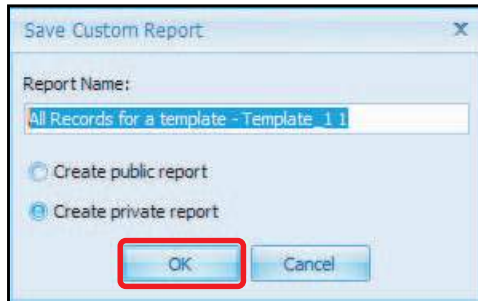 Save Custom Report x
Report Name:
All Records for a template - Template_1 1
Create public report
Create private report
OK Cancel